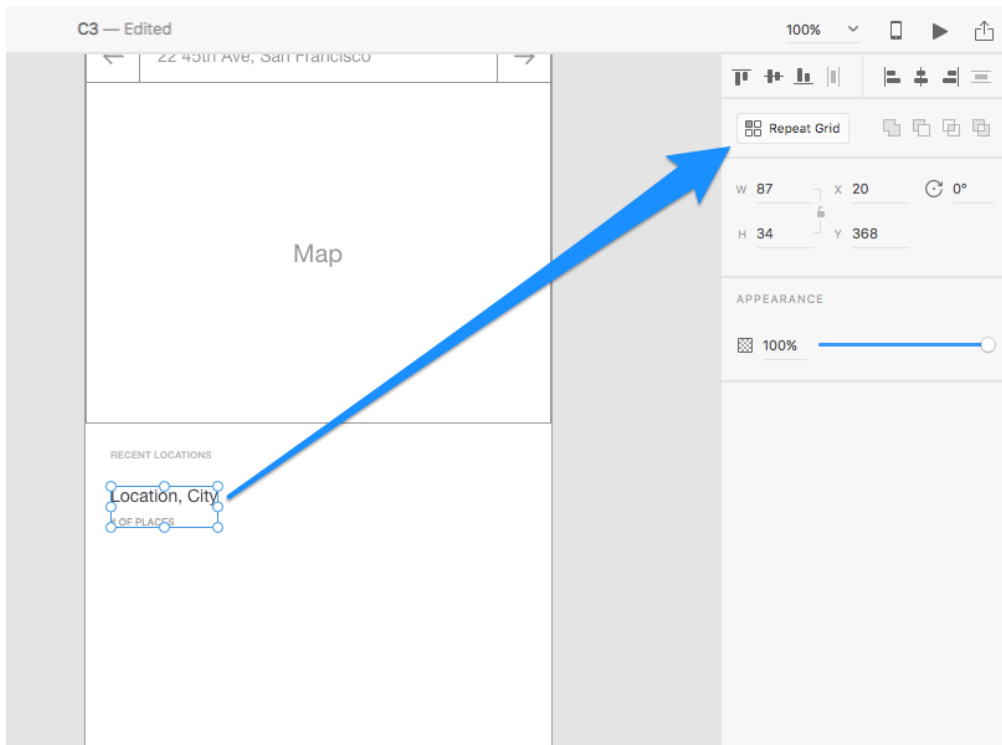 C3 — Edited
100%
22 45th Ave, San Francisco
Repeat Grid
W 87 X 20 0°
H 34 Y 368
Map
APPEARANCE
100%
RECENT LOCATIONS
Location, City
# OF PLACES